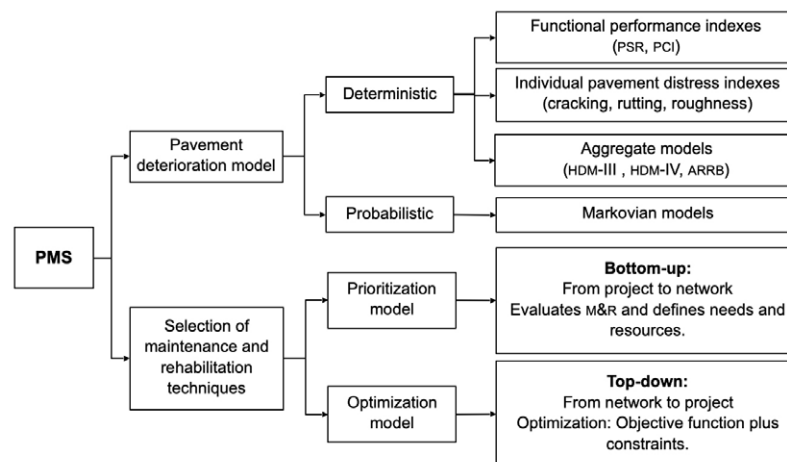 PMS
Pavement
deterioration model
Deterministic
Functional performance indexes
(PSR, PCI)
Individual pavement distress indexes
(cracking, rutting, roughness)
Aggregate models
(HDM-III , HDM-IV, ARRB)
Probabilistic
Markovian models
Selection of
maintenance and
rehabilitation
techniques
Prioritization
model
Bottom-up:
From project to network
Evaluates M&R and defines needs and
resources.
Optimization
model
Top-down:
From network to project
Optimization: Objective function plus
constraints.